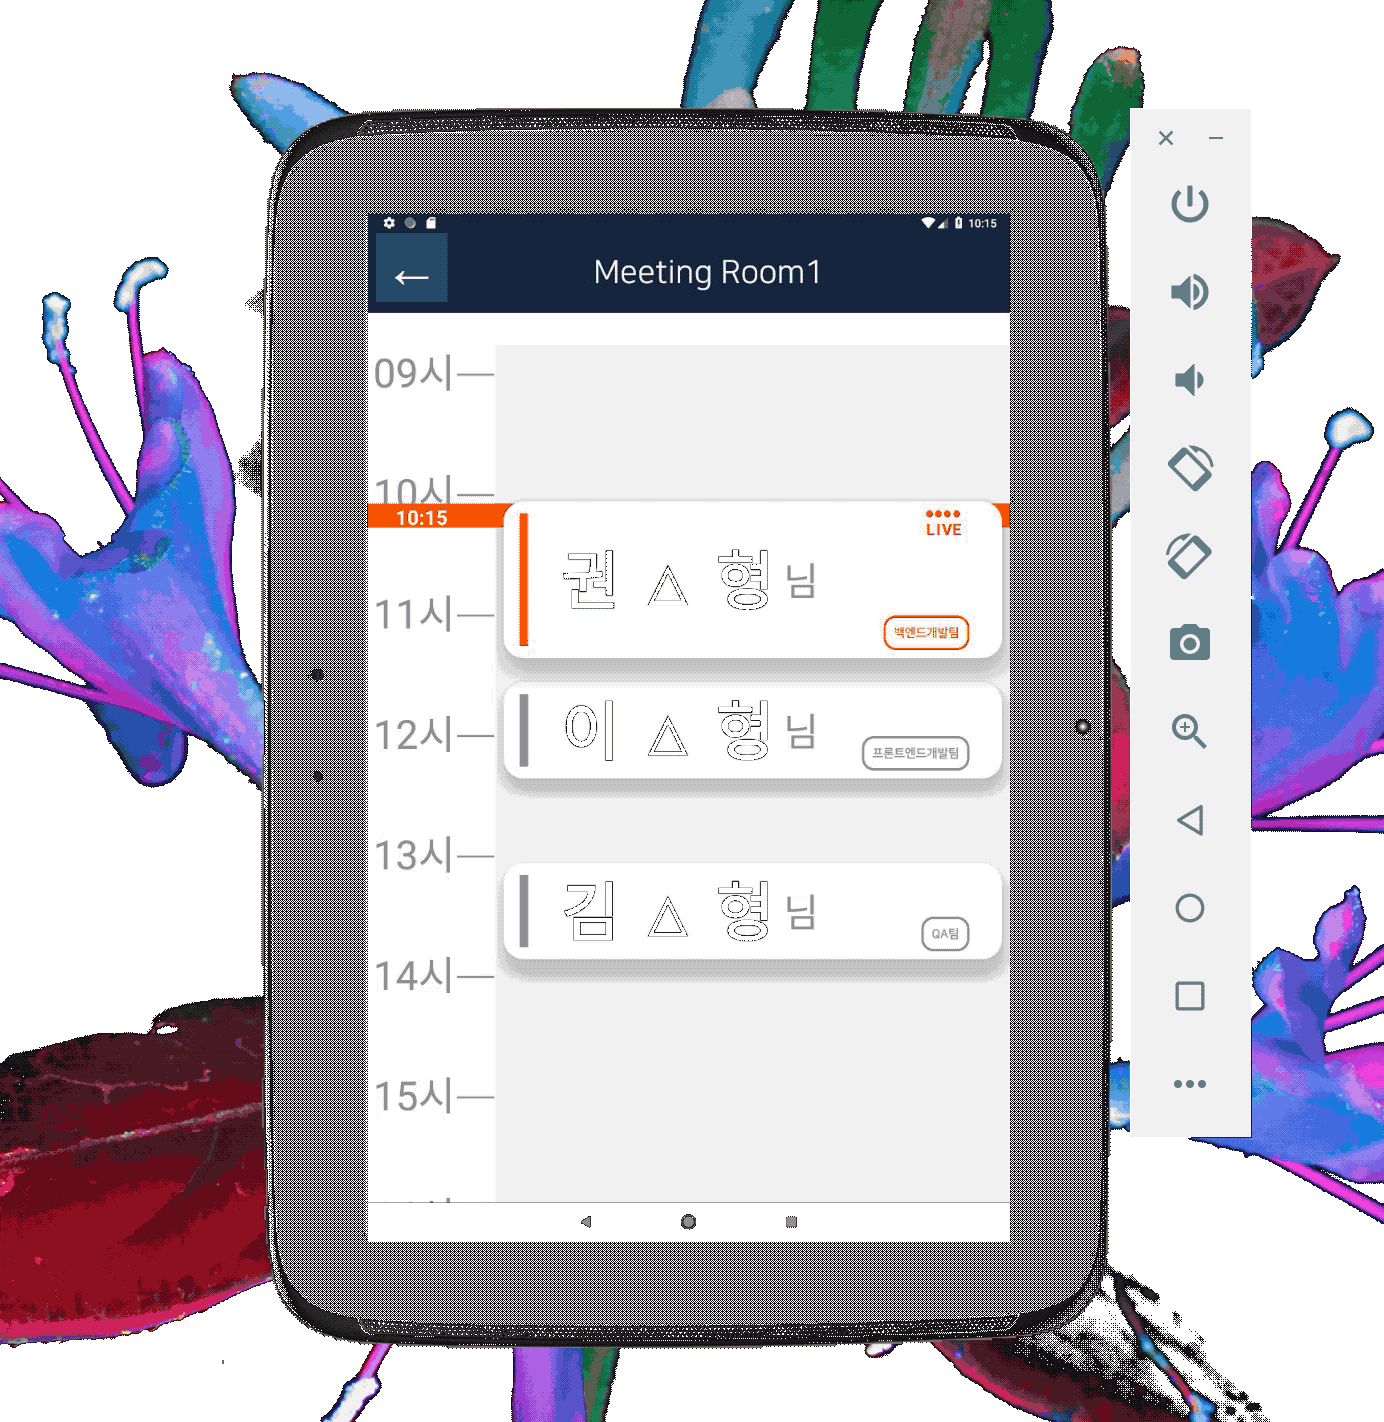 10:15
Meeting Room1
09시
10시
10:15
LIVE
권 △ 형 님
백엔드개발팀
11시
이 △ 형 님
12시
프론트엔드개발팀
13시
김 △ 형 님
QA팀
14시
15시